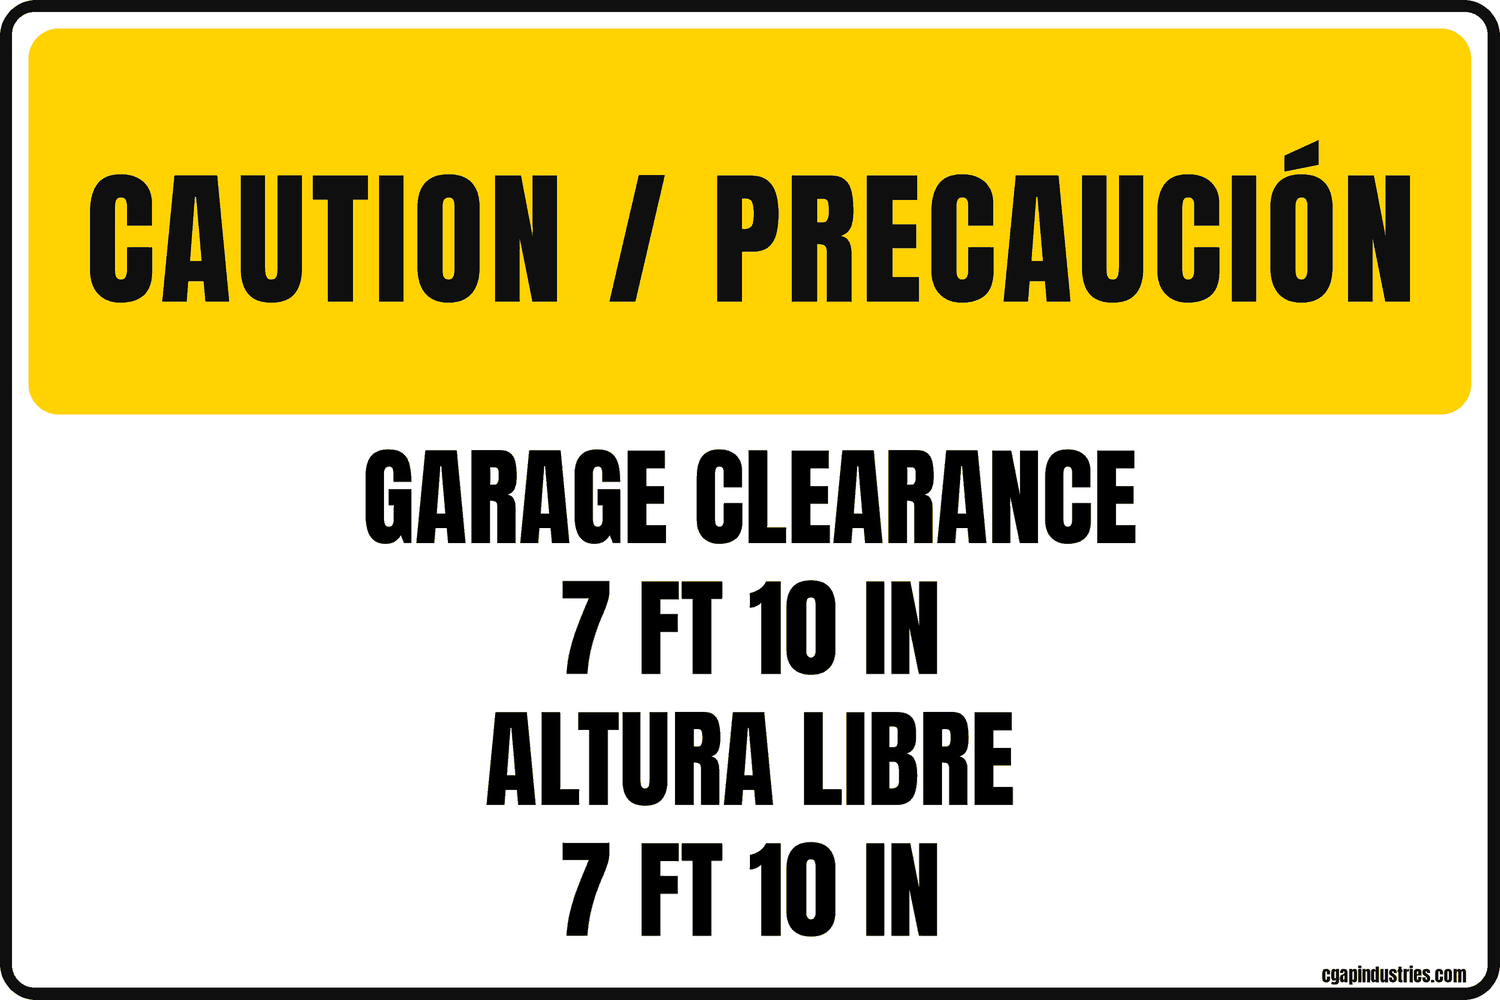 CAUTION / PRECAUCIÓN
GARAGE CLEARANCE
7 FT 10 IN
ALTURA LIBRE
7 FT 10 IN
cgapindustries.com